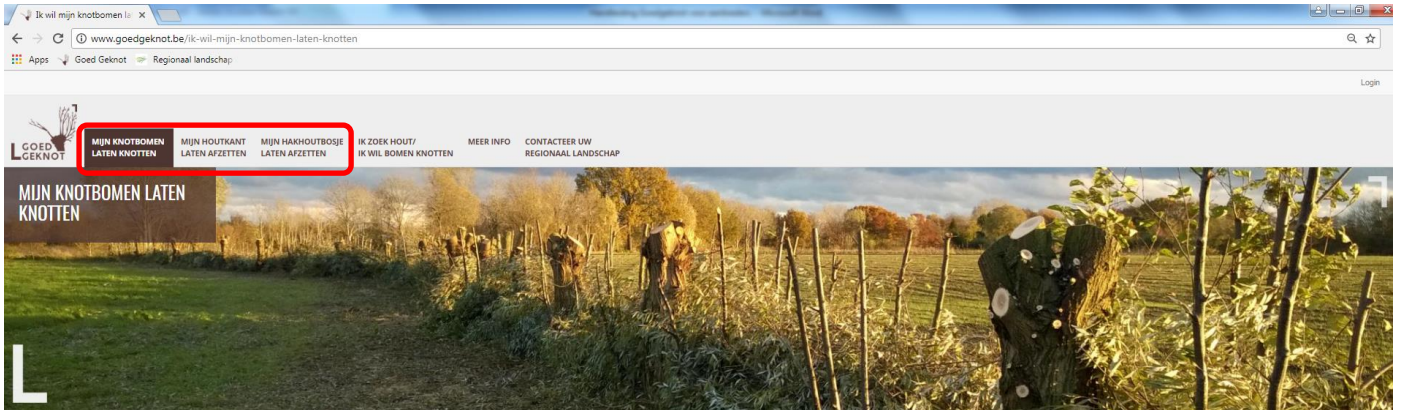 Ik wil mijn knotbomen la
www.goedgeknot.be/ik-wil-mijn-knotbomen-laten-knotten
Apps Goed Geknot Regionaal landschap
Login
GOED
GEKNOT
MIJN KNOTBOMEN
LATEN KNOTTEN
MIJN HOUTKANT
LATEN AFZETTEN
MIJN HAKHOUTBOSJE
LATEN AFZETTEN
IK ZOEK HOUT/
IK WIL BOMEN KNOTTEN
MEER INFO
CONTACTEER UW
REGIONAAL LANDSCHAP
MIJN KNOTBOMEN LATEN
KNOTTEN